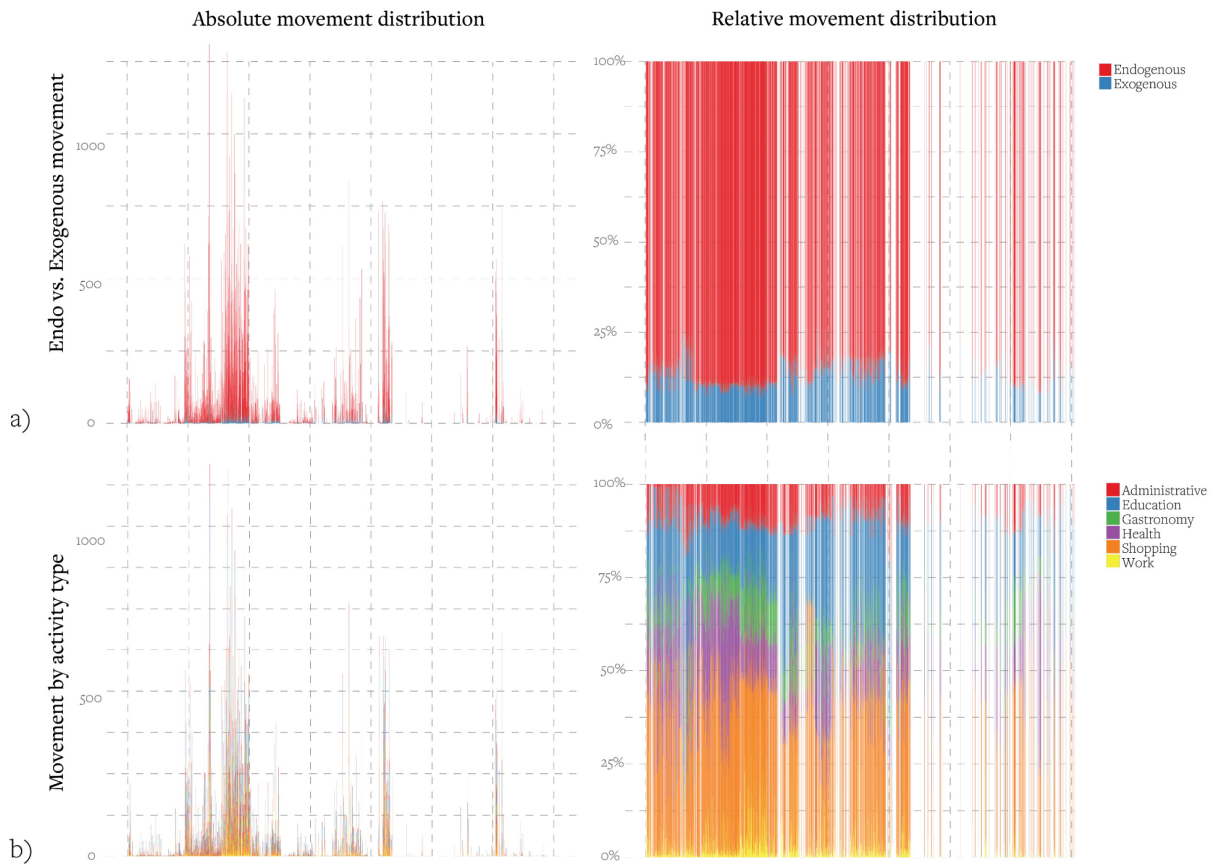 Absolute movement distribution
Relative movement distribution
Endo vs. Exogenous movement
1000
500
0
a)
100%
75%
50%
25%
0%
Endogenous
Exogenous
Movement by activity type
1000
500
0
b)
100%
75%
50%
25%
0%
Administrative
Education
Gastronomy
Health
Shopping
Work